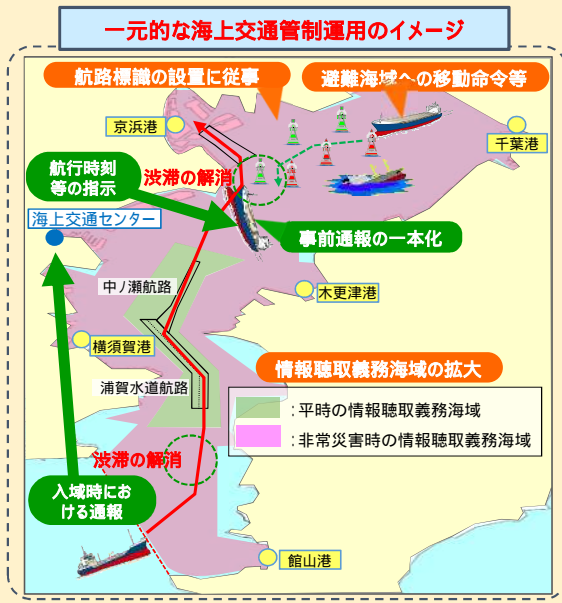 一元的な海上交通管制運用のイメージ
航路標識の設置に従事
避難海域への移動命令等
京浜港
千葉港
航行時刻
等の指示
渋滞の解消
海上交通センター
事前通報の一本化
中ノ瀬航路
木更津港
横須賀港
情報聴取義務海域の拡大
浦賀水道航路
:平時の情報聴取義務海域
:非常災害時の情報聴取義務海域
渋滞の解消
入域時にお
ける通報
館山港